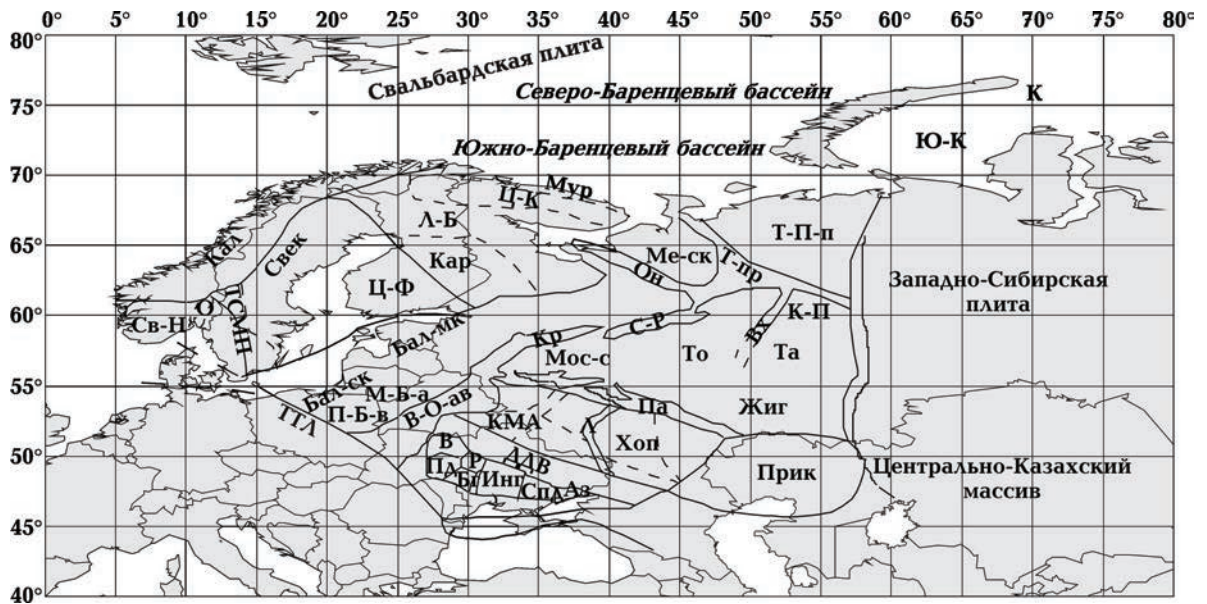 0° 5° 10° 15° 20° 25° 30° 35° 40° 45° 50° 55° 60° 65° 70° 75° 80°
80°
Свальбардская плита
75°
Северо-Баренцевый бассейн
К
Южно-Баренцевый бассейн
Ю-К
70°
Мур
Ц-К
Л-Б
Т-П-п
65°
Кал
Свек
Кар
Ме-ск
Т-пр
Он
Ц-Ф
Западно-Сибирская
плита
60°
О
ТСМН
Св-Н
Бал-мк
Кр
С-Р
Вх
К-П
Мос-с
То
Та
55°
Бал-ск
М-Б-а
П-Б-в
В-О-ав
ТТЛ
КМА
Л
Па
Жиг
Хоп
50°
В
Р
ДДВ
Пд
Бг
Инг
Спд
Аз
Прик
Центрально-Казахский
массив
45°
40°